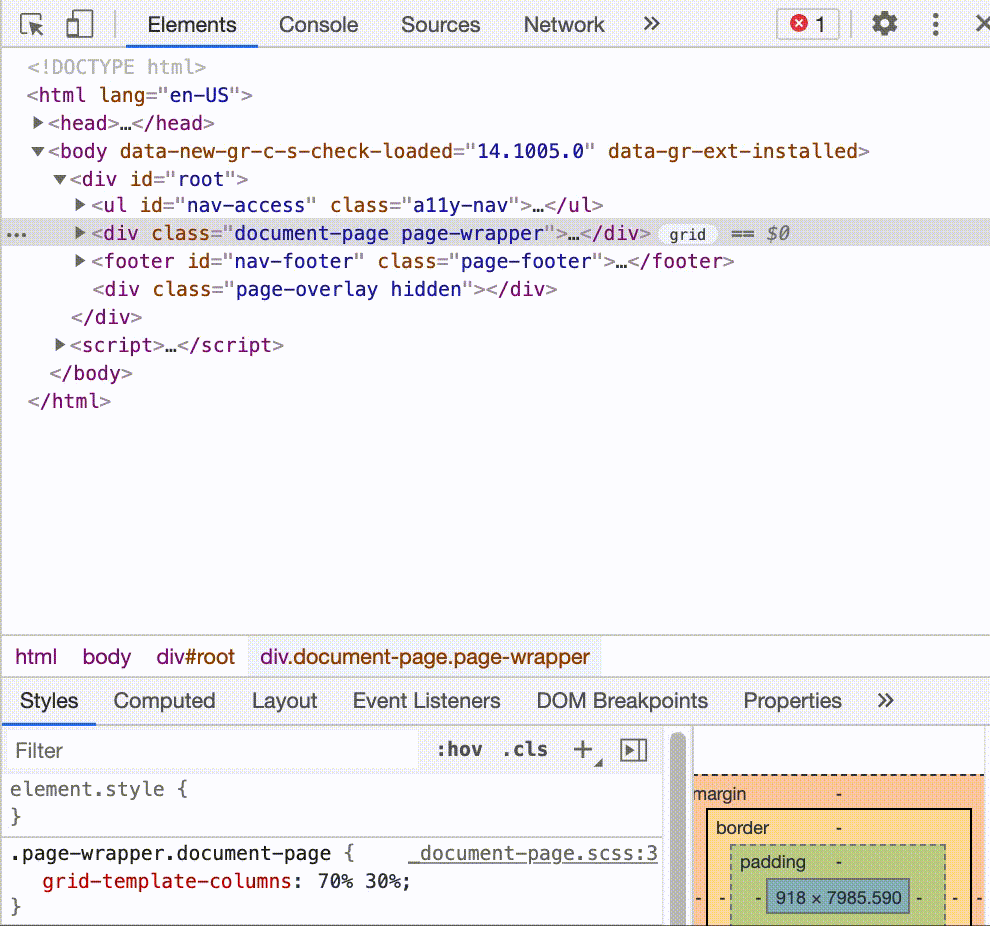 Elements Console Sources Network » 1
<!DOCTYPE html>
<html lang="en-US">
<head>…</head>
<body data-new-gr-c-s-check-loaded="14.1005.0" data-gr-ext-installed>
<div id="root">
<ul id="nav-access" class="a11y-nav">…</ul>
… <div class="document-page page-wrapper">…</div> grid == $0
<footer id="nav-footer" class="page-footer">…</footer>
<div class="page-overlay hidden"></div>
</div>
<script>…</script>
</body>
</html>
html body div#root div.document-page.page-wrapper
Styles Computed Layout Event Listeners DOM Breakpoints Properties »
Filter :hov .cls +
element.style {
}
.page-wrapper.document-page { _document-page.scss:3
grid-template-columns: 70% 30%;
}
margin -
border -
padding -
- - - 918 × 7985.590 - - -